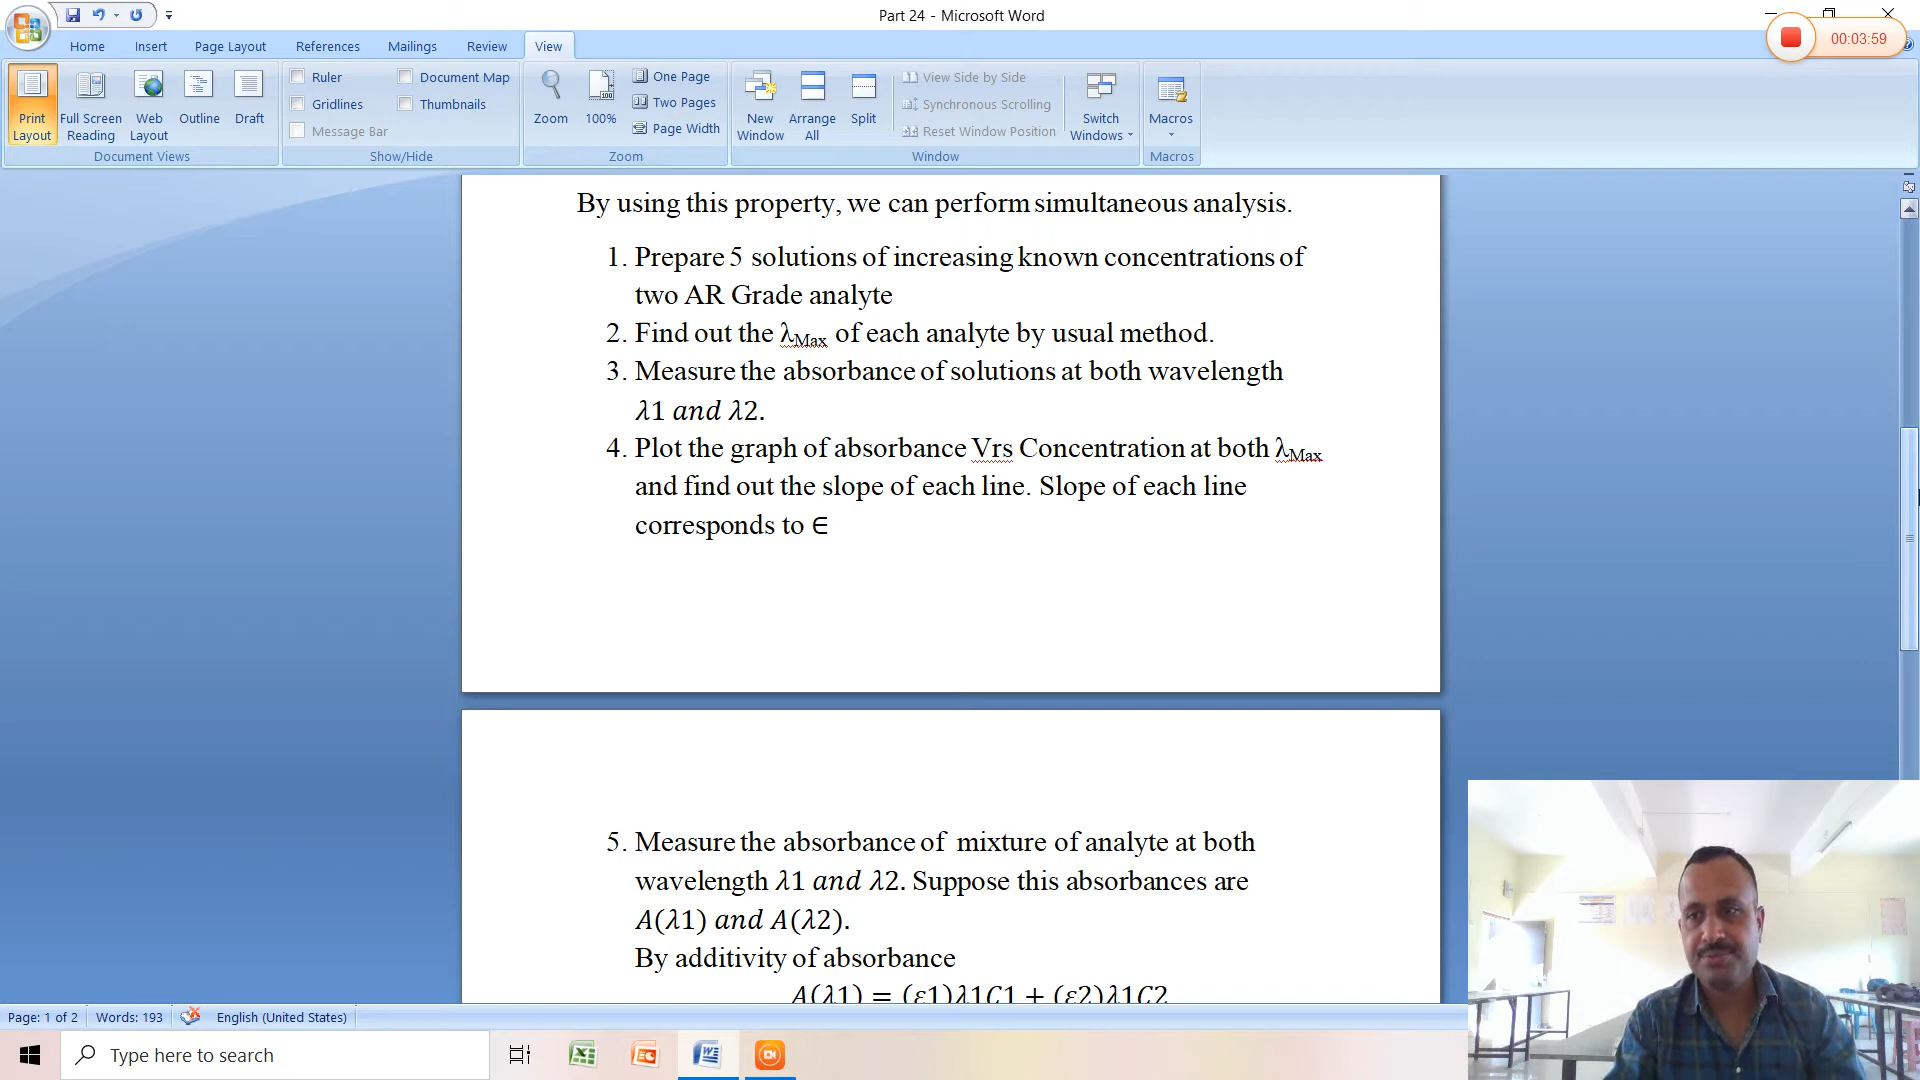 Part 24 - Microsoft Word
00:03:59
Home Insert Page Layout References Mailings Review View
Print Layout
Full Screen Reading
Web Layout
Outline
Draft
Document Views
Ruler
Gridlines
Message Bar
Document Map
Thumbnails
Show/Hide
Zoom
100%
One Page
Two Pages
Page Width
Zoom
New Window
Arrange All
Split
View Side by Side
Synchronous Scrolling
Reset Window Position
Switch Windows
Window
Macros
Macros
By using this property, we can perform simultaneous analysis.
1. Prepare 5 solutions of increasing known concentrations of
two AR Grade analyte
2. Find out the λMax of each analyte by usual method.
3. Measure the absorbance of solutions at both wavelength
λ1 and λ2.
4. Plot the graph of absorbance Vrs Concentration at both λMax
and find out the slope of each line. Slope of each line
corresponds to ∈
5. Measure the absorbance of mixture of analyte at both
wavelength λ1 and λ2. Suppose this absorbances are
A(λ1) and A(λ2).
By additivity of absorbance
A(λ1) = (ε1)λ1C1 + (ε2)λ1C2
Page: 1 of 2 Words: 193 English (United States)
Type here to search